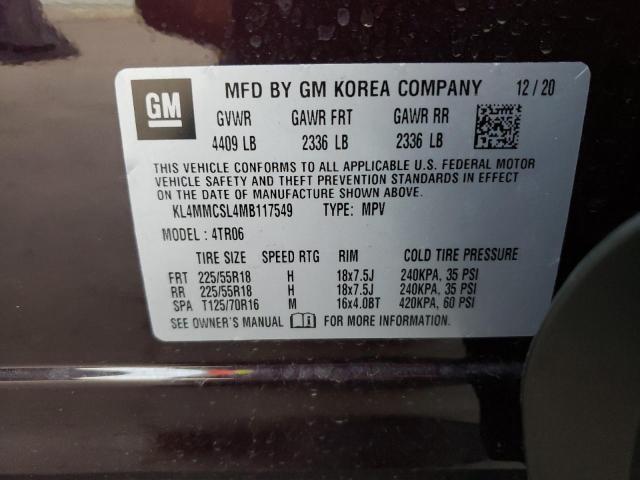 GM
MFD BY GM KOREA COMPANY 12/20
GVWR GAWR FRT GAWR RR
4409 LB 2336 LB 2336 LB
THIS VEHICLE CONFORMS TO ALL APPLICABLE U.S. FEDERAL MOTOR
VEHICLE SAFETY AND THEFT PREVENTION STANDARDS IN EFFECT
ON THE DATE OF MANUFACTURE SHOWN ABOVE.
KL4MMCSL4MB117549 TYPE: MPV
MODEL: 4TR06
TIRE SIZE SPEED RTG RIM COLD TIRE PRESSURE
FRT 225/55R18 H 18x7.5J 240KPA, 35 PSI
RR 225/55R18 H 18x7.5J 240KPA, 35 PSI
SPA T125/70R16 M 16x4.0BT 420KPA, 60 PSI
SEE OWNER'S MANUAL FOR MORE INFORMATION.